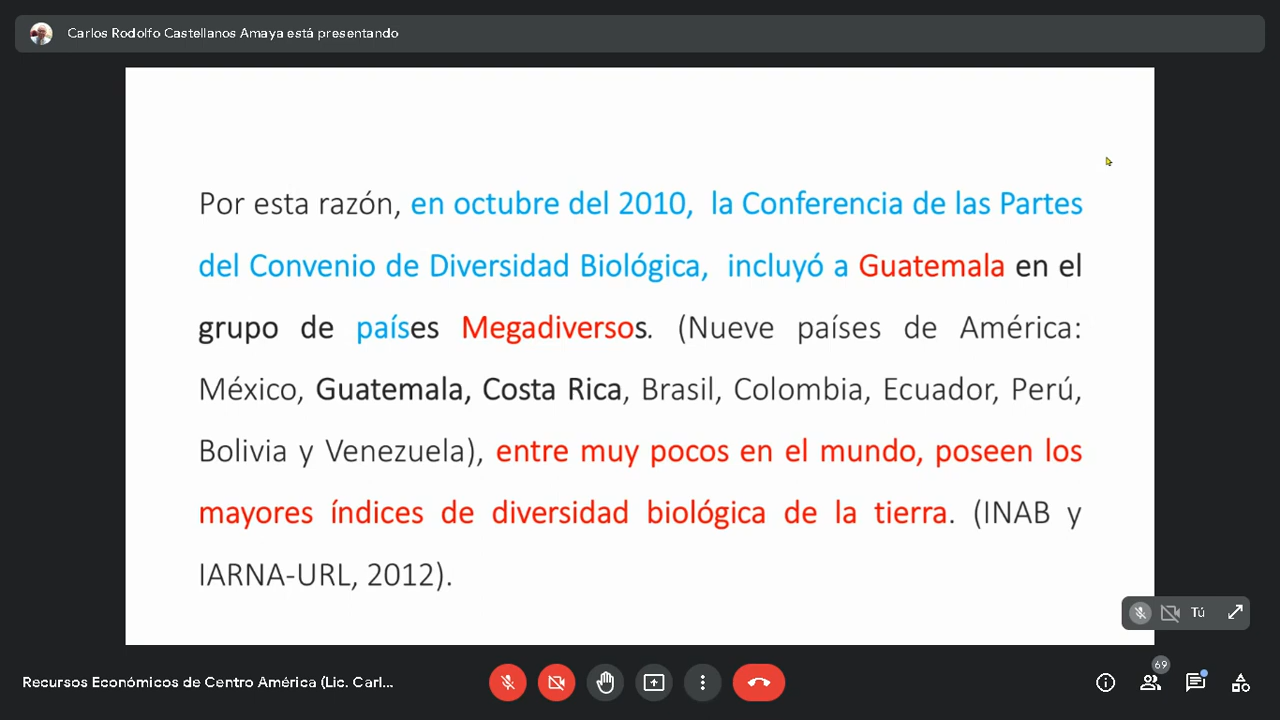 Carlos Rodolfo Castellanos Amaya está presentando
Por esta razón, en octubre del 2010, la Conferencia de las Partes
del Convenio de Diversidad Biológica, incluyó a Guatemala en el
grupo de países Megadiversos. (Nueve países de América:
México, Guatemala, Costa Rica, Brasil, Colombia, Ecuador, Perú,
Bolivia y Venezuela), entre muy pocos en el mundo, poseen los
mayores índices de diversidad biológica de la tierra. (INAB y
IARNA-URL, 2012).
Tú
69
Recursos Económicos de Centro América (Lic. Carl...